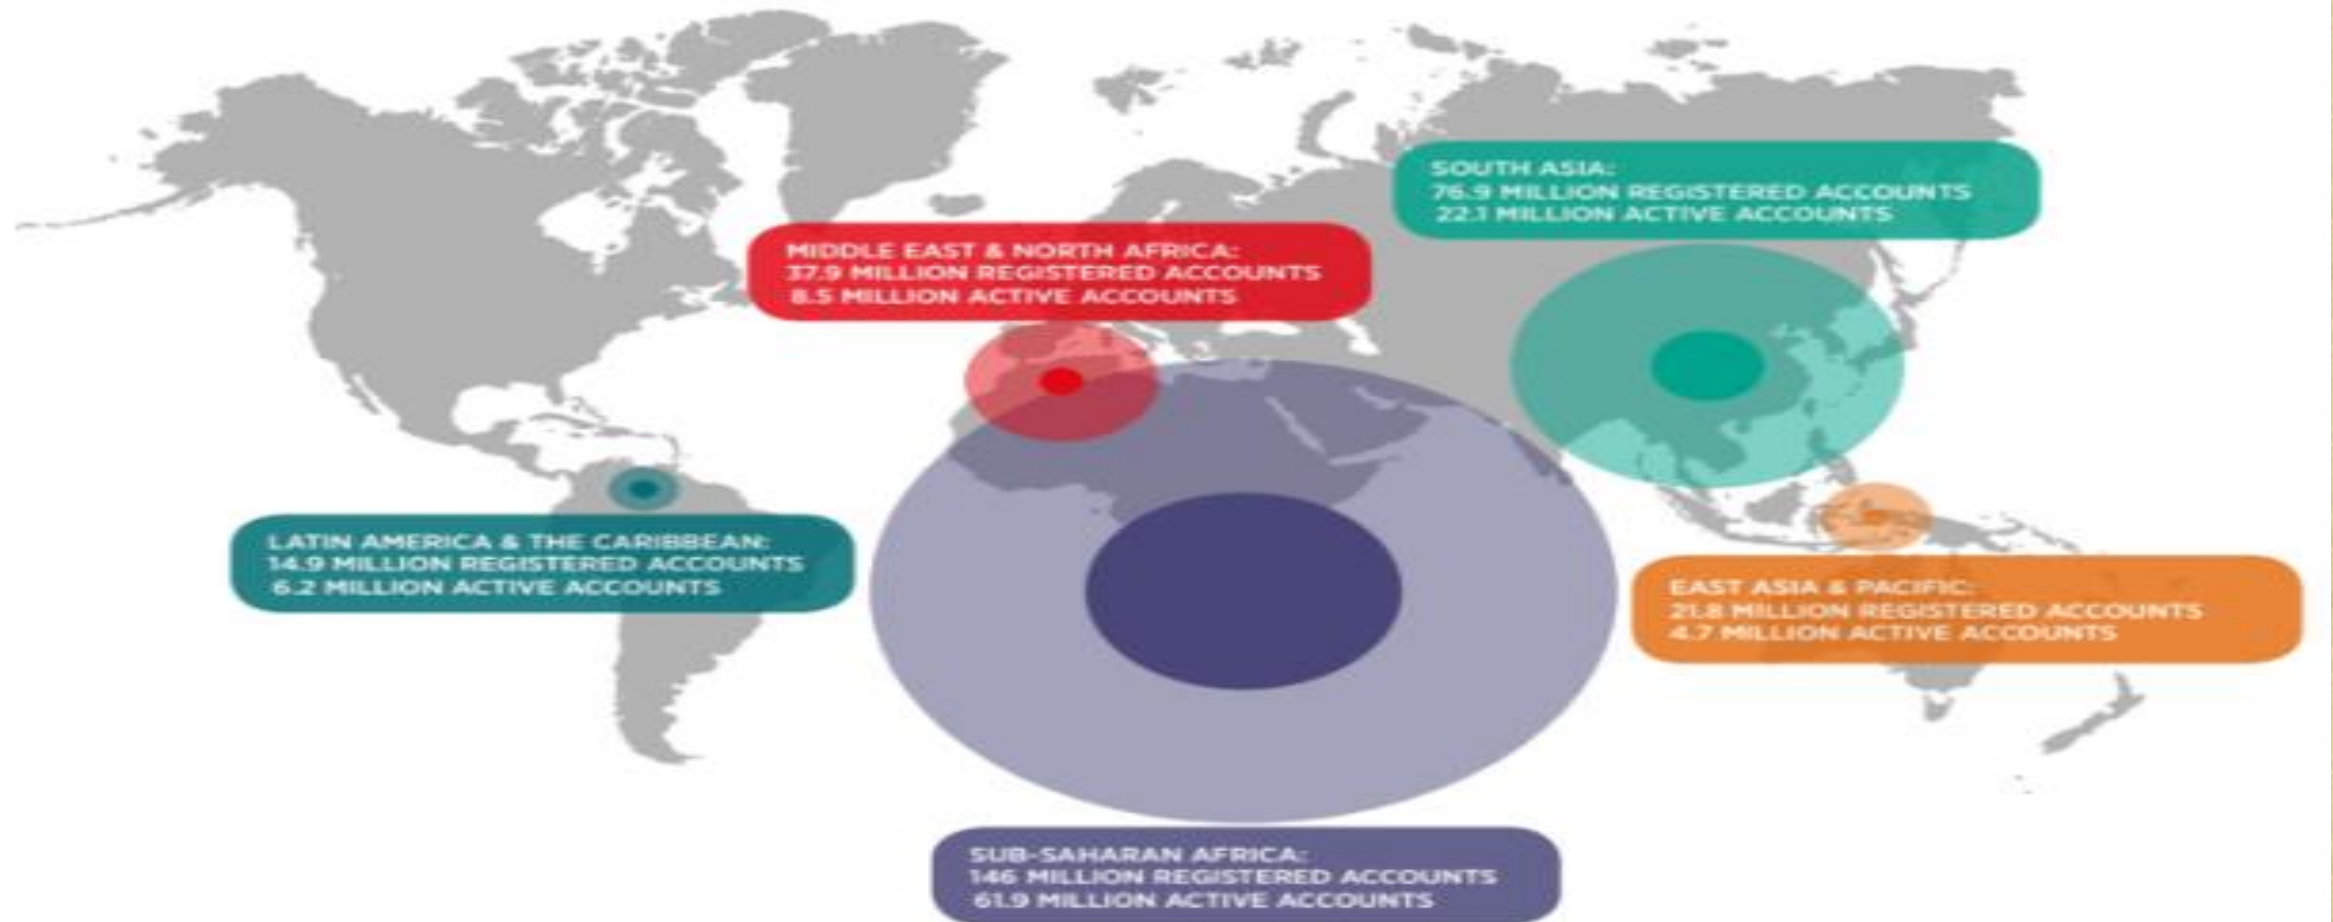 SOUTH ASIA:
76.9 MILLION REGISTERED ACCOUNTS
22.1 MILLION ACTIVE ACCOUNTS
MIDDLE EAST & NORTH AFRICA:
37.9 MILLION REGISTERED ACCOUNTS
8.5 MILLION ACTIVE ACCOUNTS
LATIN AMERICA & THE CARIBBEAN:
14.9 MILLION REGISTERED ACCOUNTS
6.2 MILLION ACTIVE ACCOUNTS
EAST ASIA & PACIFIC:
21.8 MILLION REGISTERED ACCOUNTS
4.7 MILLION ACTIVE ACCOUNTS
SUB-SAHARAN AFRICA:
146 MILLION REGISTERED ACCOUNTS
61.9 MILLION ACTIVE ACCOUNTS